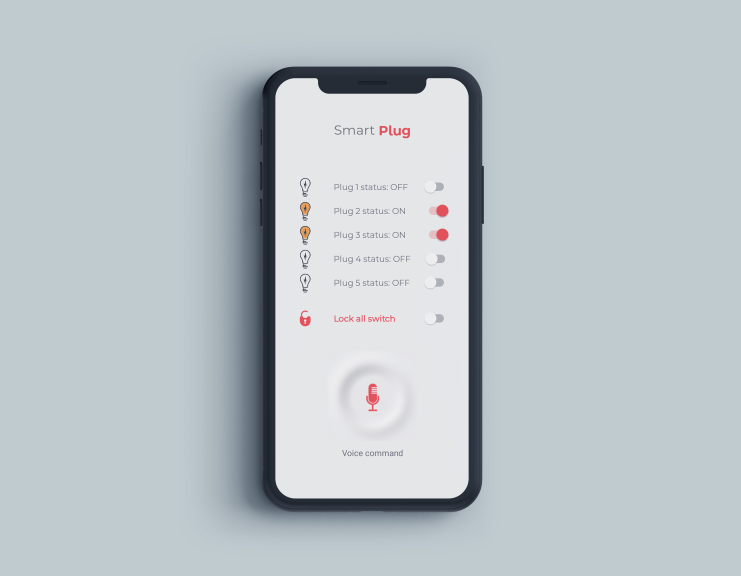 Smart Plug
Plug 1 status: OFF
Plug 2 status: ON
Plug 3 status: ON
Plug 4 status: OFF
Plug 5 status: OFF
Lock all switch
Voice command